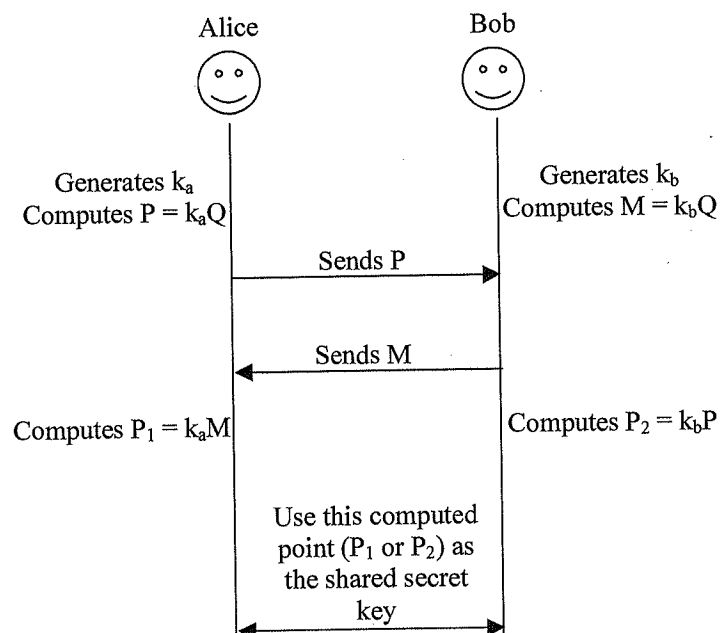 Alice
Bob
Generates kₐ
Computes P = kₐQ
Generates k_b
Computes M = k_bQ
Sends P
Sends M
Computes P₁ = kₐM
Computes P₂ = k_bP
Use this computed
point (P₁ or P₂) as
the shared secret
key